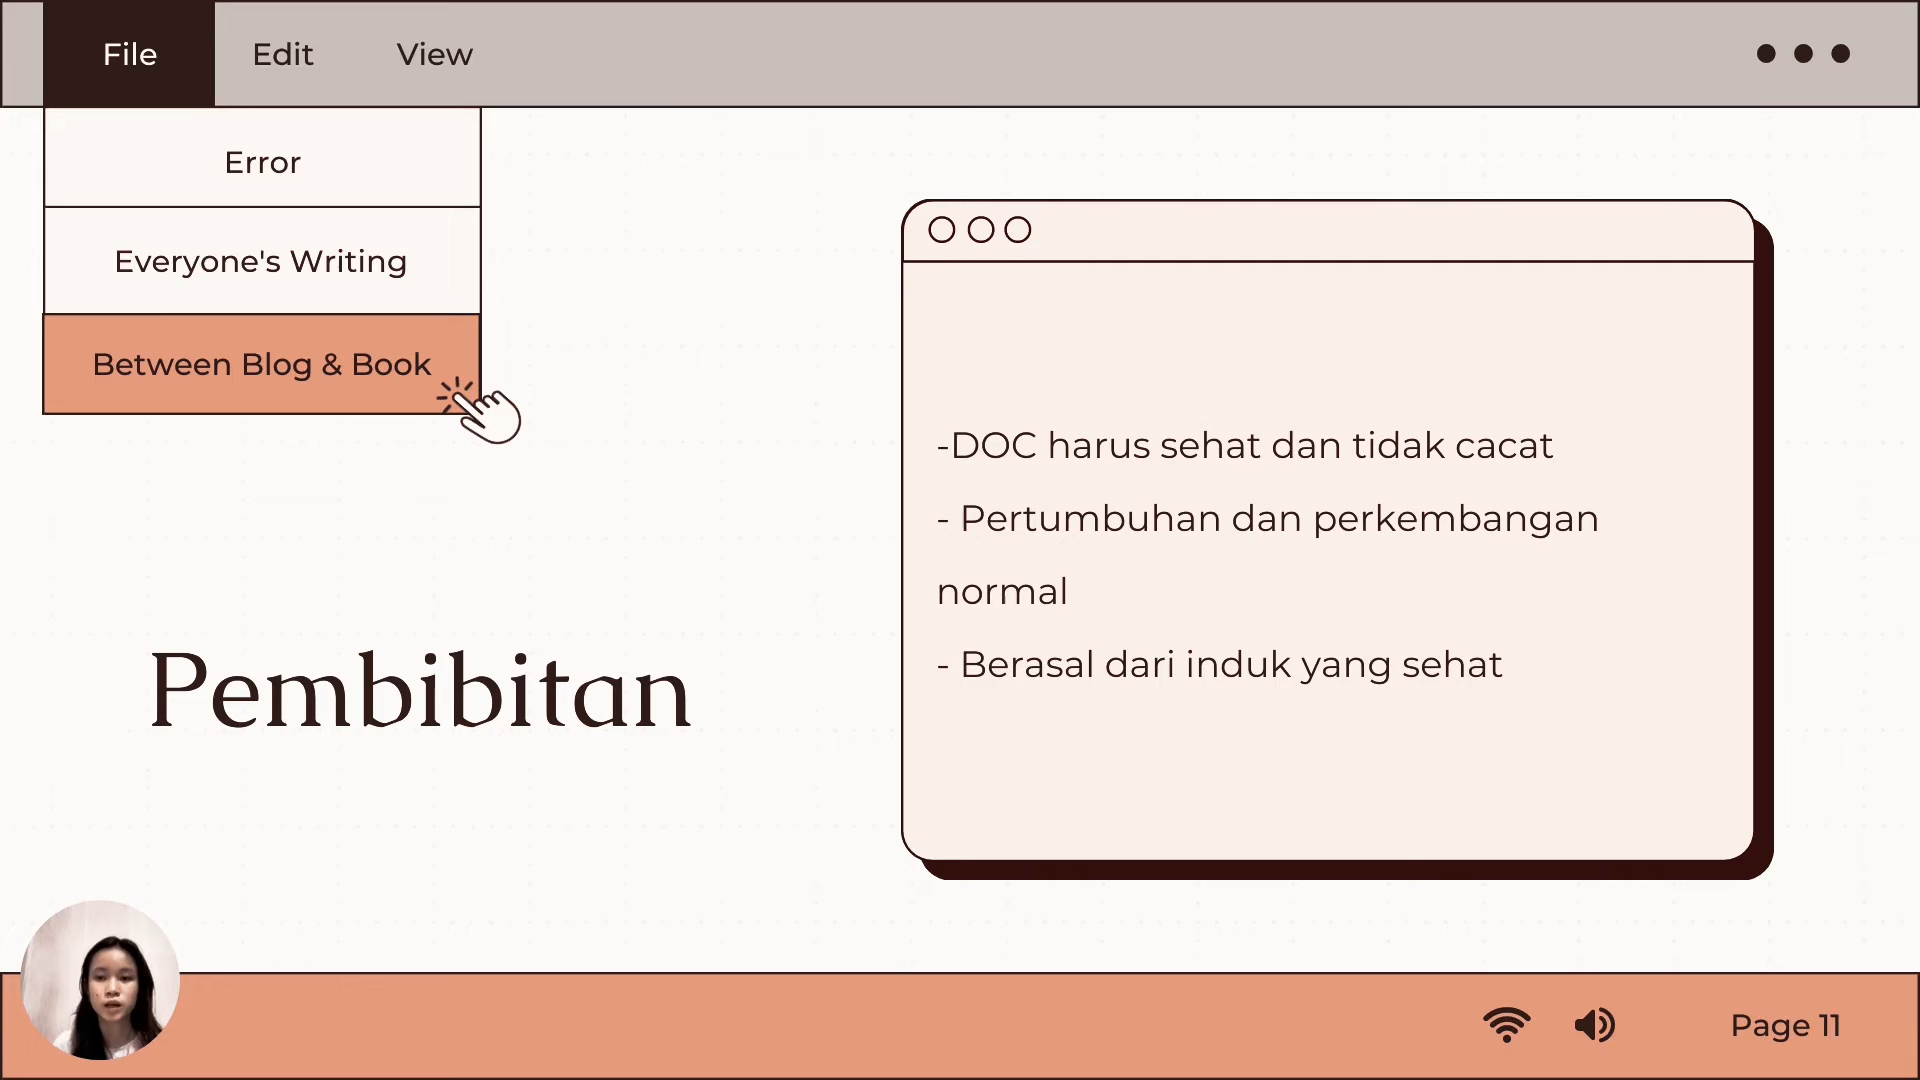 File Edit View
Error
Everyone's Writing
Between Blog & Book
Pembibitan
-DOC harus sehat dan tidak cacat
- Pertumbuhan dan perkembangan
normal
- Berasal dari induk yang sehat
Page 11